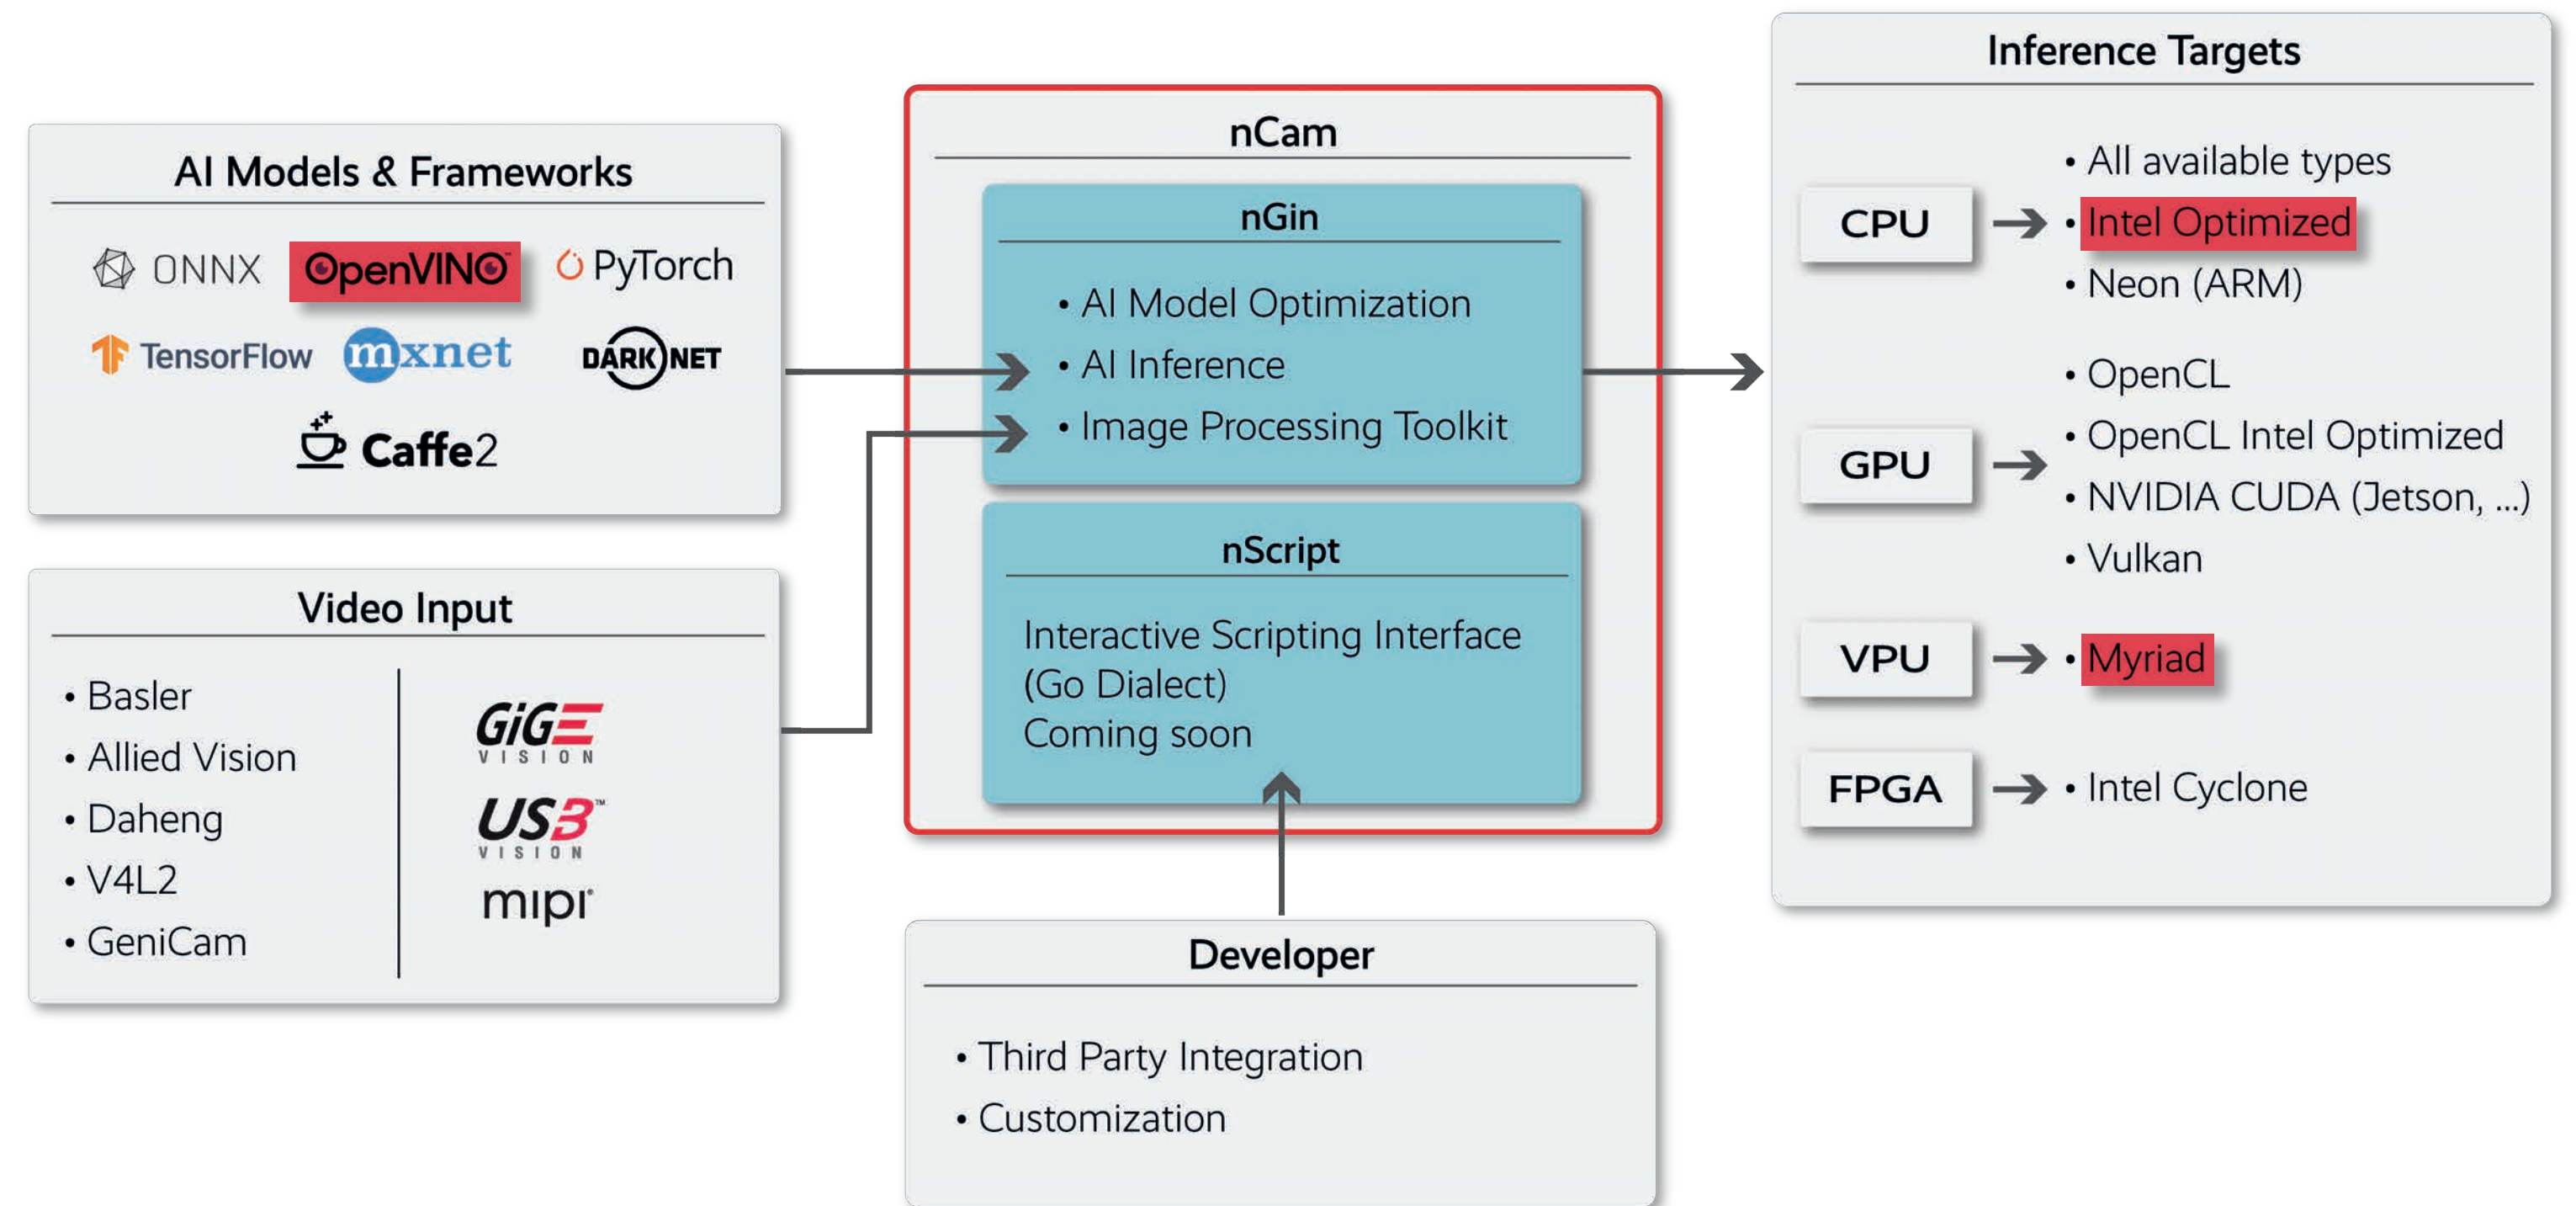 AI Models & Frameworks
ONNX
OpenVINO™
PyTorch
TensorFlow
mxnet
DARKNET
Caffe2
Video Input
• Basler
• Allied Vision
• Daheng
• V4L2
• GeniCam
GiGE
VISION
USB™
VISION
mipi®
nCam
nGin
• AI Model Optimization
• AI Inference
• Image Processing Toolkit
nScript
Interactive Scripting Interface
(Go Dialect)
Coming soon
Developer
• Third Party Integration
• Customization
Inference Targets
CPU
• All available types
• Intel Optimized
• Neon (ARM)
GPU
• OpenCL
• OpenCL Intel Optimized
• NVIDIA CUDA (Jetson, ...)
• Vulkan
VPU
• Myriad
FPGA
• Intel Cyclone